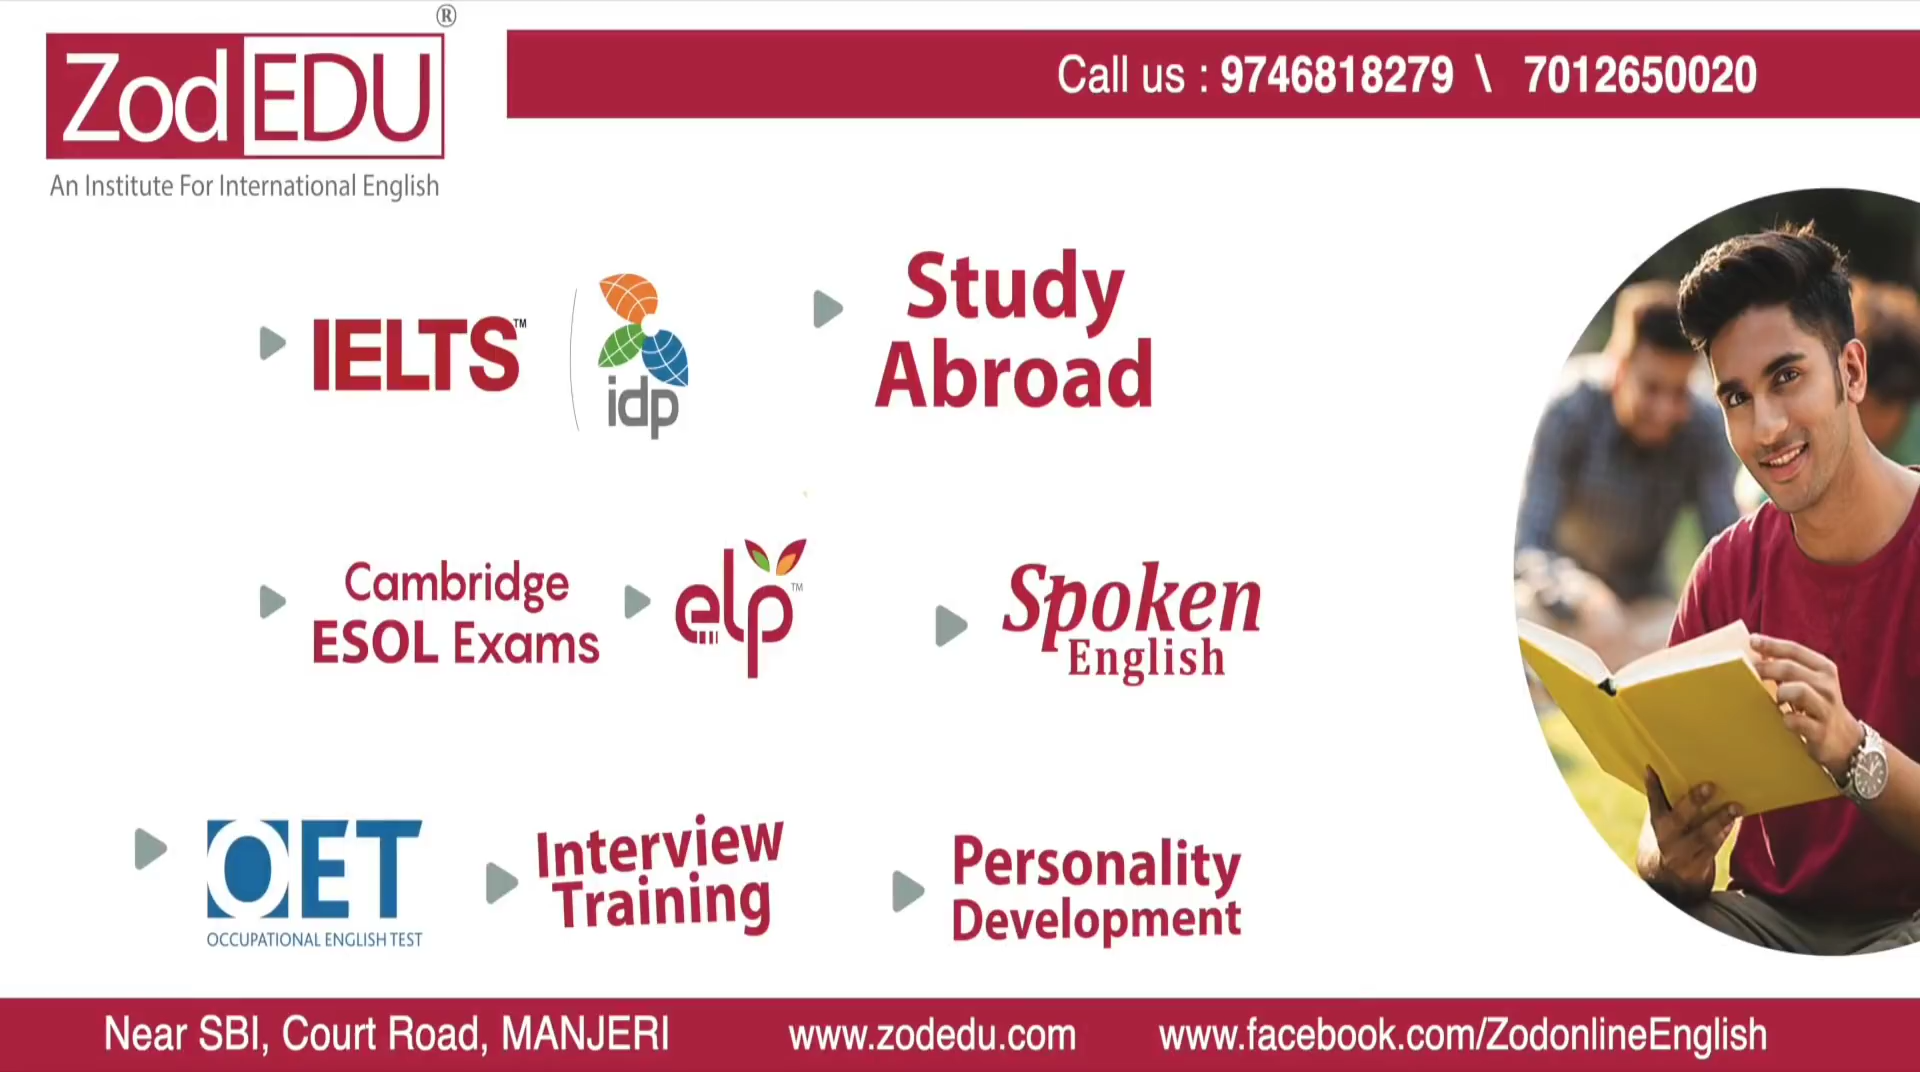 ZodEDU®
An Institute For International English
Call us : 9746818279 \ 7012650020
IELTS™
idp
Study
Abroad
Cambridge
ESOL Exams
elp™
Spoken
English
OET
OCCUPATIONAL ENGLISH TEST
Interview
Training
Personality
Development
Near SBI, Court Road, MANJERI
www.zodedu.com
www.facebook.com/ZodonlineEnglish